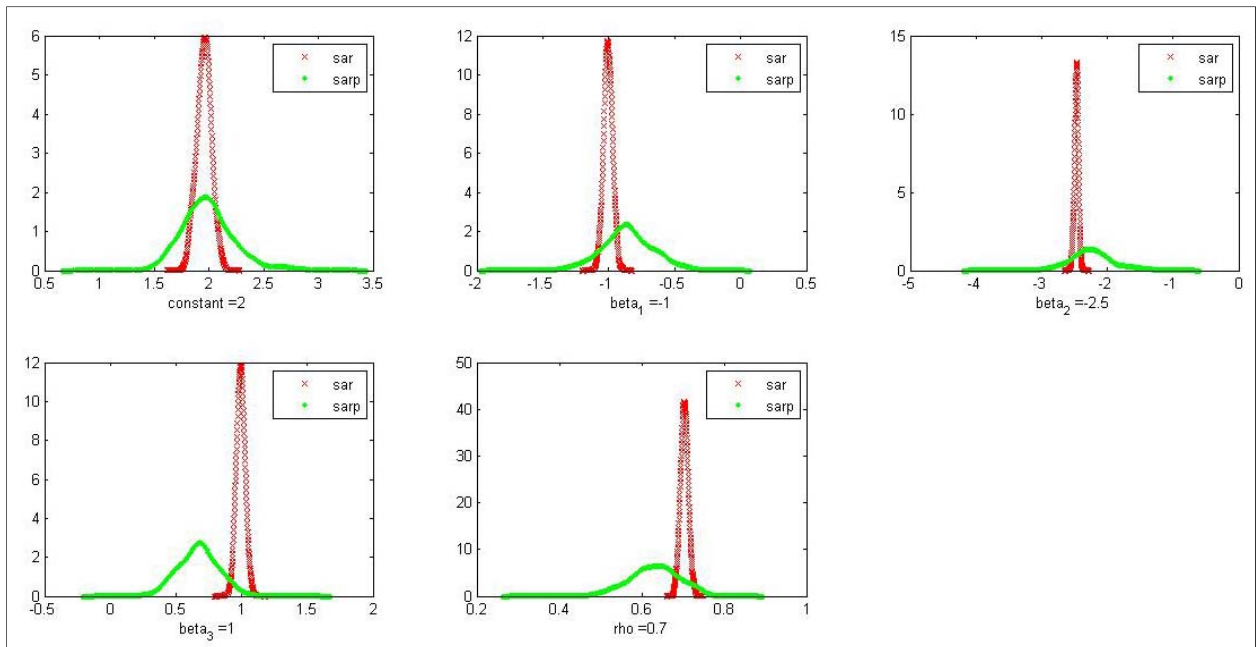 6
5
4
3
2
1
0
0.5 1 1.5 2 2.5 3 3.5
constant =2
sar
sarp
12
10
8
6
4
2
0
-2 -1.5 -1 -0.5 0 0.5
beta1 =-1
sar
sarp
15
10
5
0
-5 -4 -3 -2 -1 0
beta2 =-2.5
sar
sarp
12
10
8
6
4
2
0
-0.5 0 0.5 1 1.5 2
beta3 =1
sar
sarp
50
40
30
20
10
0
0.2 0.4 0.6 0.8 1
rho =0.7
sar
sarp